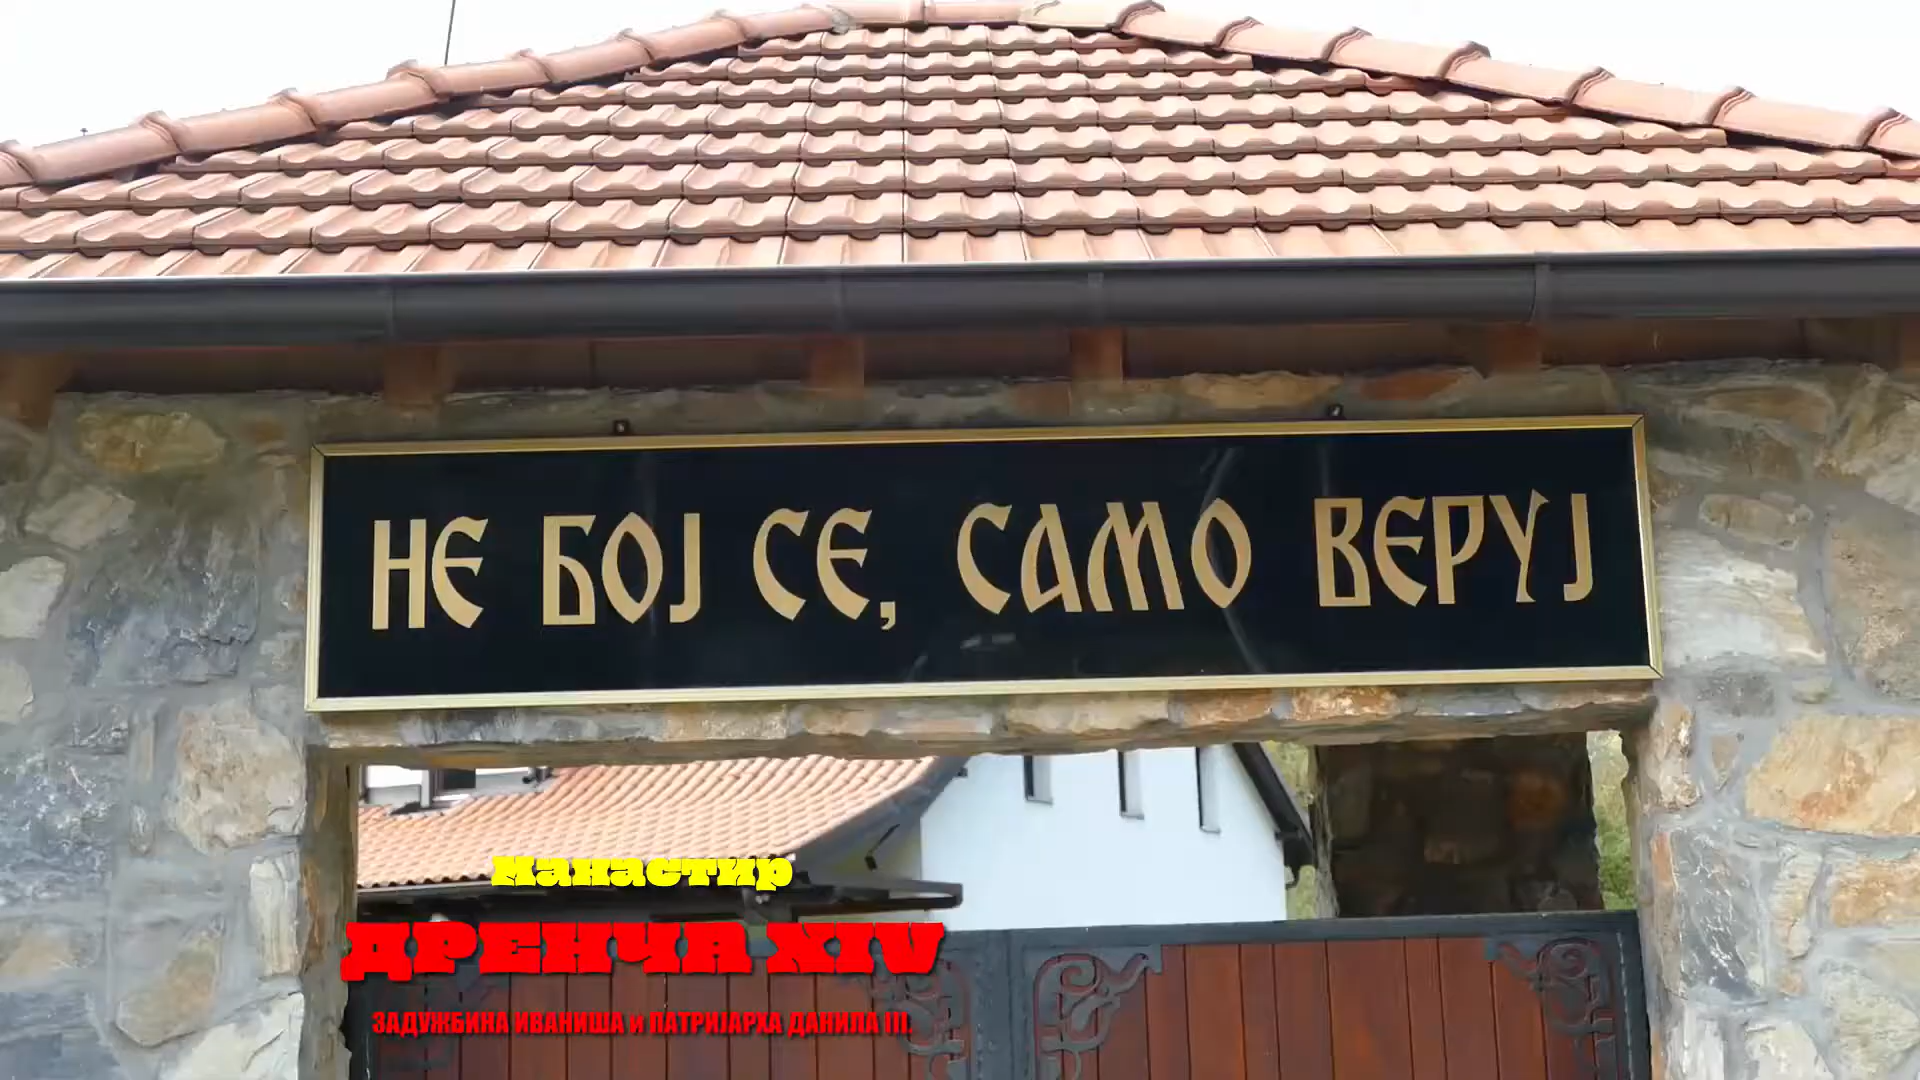 НЕ БОЈ СЕ, САМО ВЕРУЈ
Манастир
ДРЕНЧА XIV
ЗАДУЖБИНА ИВАНИША и ПАТРИЈАРХА ДАНИЛА III.